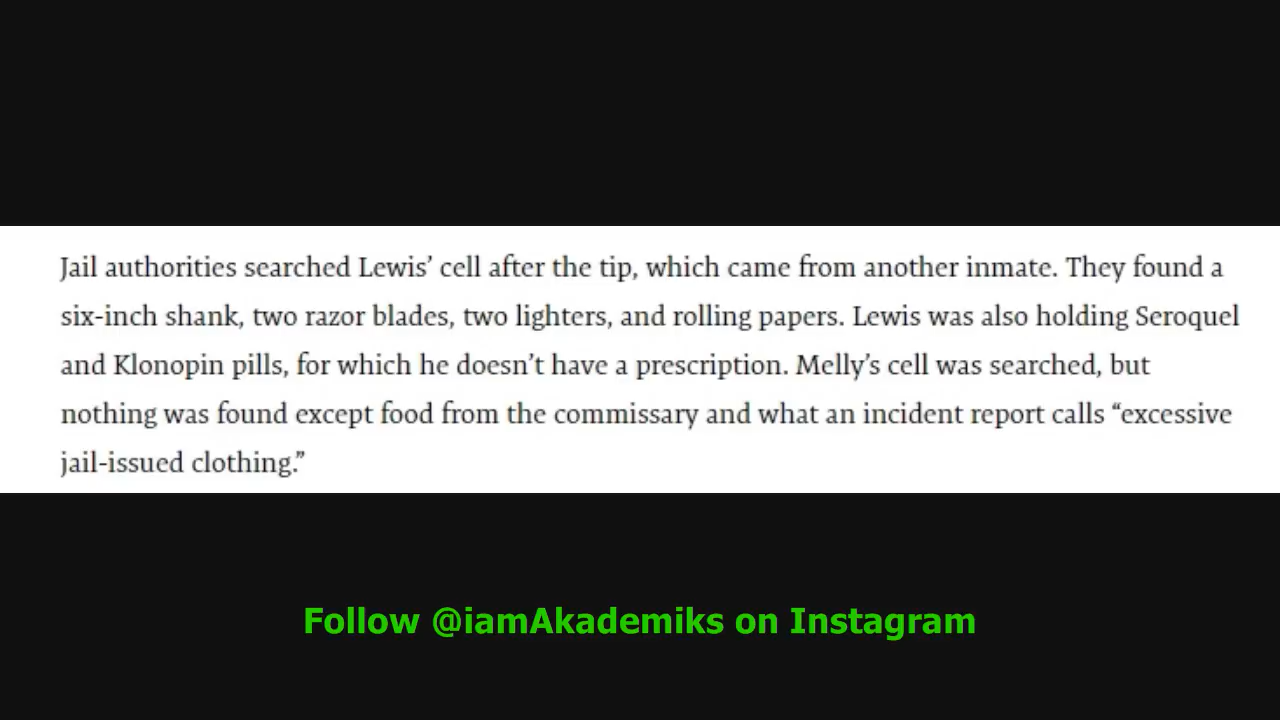 Jail authorities searched Lewis’ cell after the tip, which came from another inmate. They found a
six-inch shank, two razor blades, two lighters, and rolling papers. Lewis was also holding Seroquel
and Klonopin pills, for which he doesn’t have a prescription. Melly’s cell was searched, but
nothing was found except food from the commissary and what an incident report calls “excessive
jail-issued clothing.”
Follow @iamAkademiks on Instagram